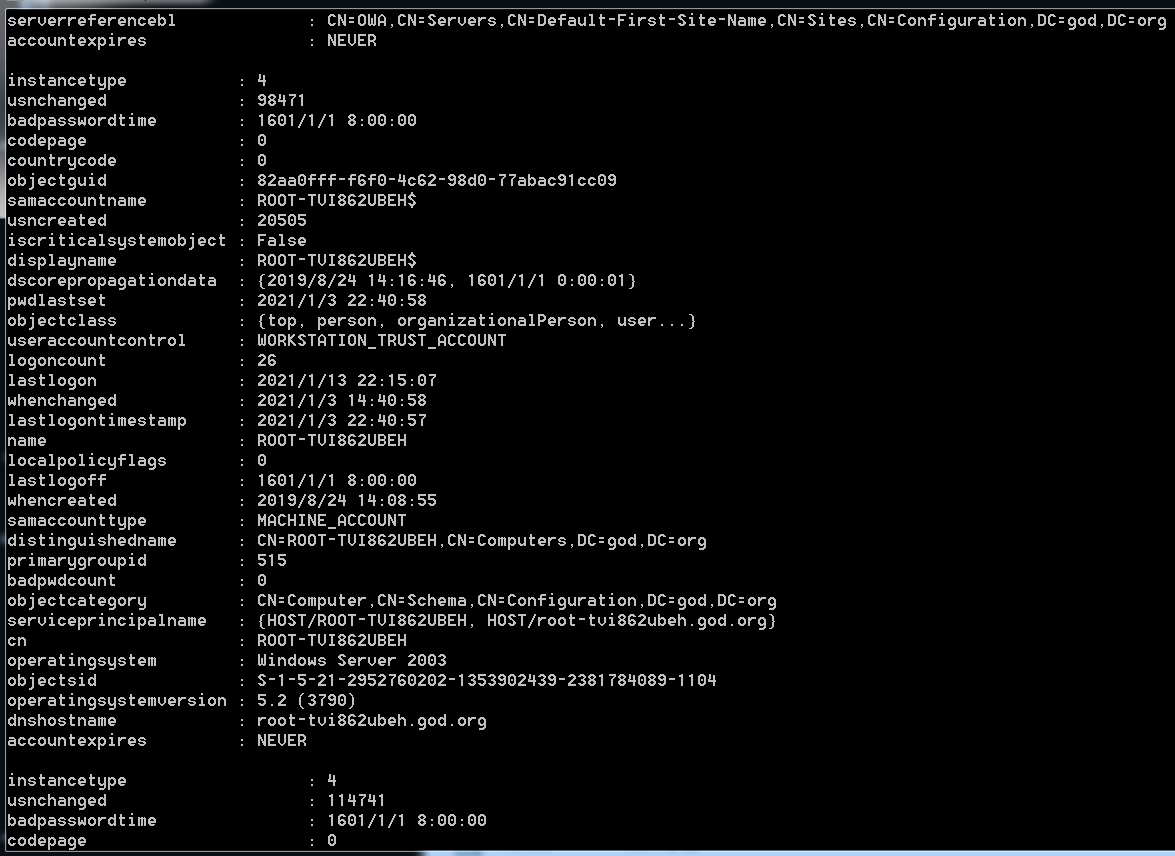 serverreferencebl : CN=OWA,CN=Servers,CN=Default-First-Site-Name,CN=Sites,CN=Configuration,DC=god,DC=org
accountexpires : NEVER
instancetype : 4
usnchanged : 98471
badpasswordtime : 1601/1/1 8:00:00
codepage : 0
countrycode : 0
objectguid : 82aa0fff-f6f0-4c62-98d0-77abac91cc09
samaccountname : ROOT-TVI862UBEH$
usncreated : 20505
iscriticalsystemobject : False
displayname : ROOT-TVI862UBEH$
dscorepropagationdata : {2019/8/24 14:16:46, 1601/1/1 0:00:01}
pwdlastset : 2021/1/3 22:40:58
objectclass : {top, person, organizationalPerson, user...}
useraccountcontrol : WORKSTATION_TRUST_ACCOUNT
logoncount : 26
lastlogon : 2021/1/13 22:15:07
whenchanged : 2021/1/3 14:40:58
lastlogontimestamp : 2021/1/3 22:40:57
name : ROOT-TVI862UBEH
localpolicyflags : 0
lastlogoff : 1601/1/1 8:00:00
whencreated : 2019/8/24 14:08:55
samaccounttype : MACHINE_ACCOUNT
distinguishedname : CN=ROOT-TVI862UBEH,CN=Computers,DC=god,DC=org
primarygroupid : 515
badpwdcount : 0
objectcategory : CN=Computer,CN=Schema,CN=Configuration,DC=god,DC=org
serviceprincipalname : {HOST/ROOT-TVI862UBEH, HOST/root-tvi862ubeh.god.org}
cn : ROOT-TVI862UBEH
operatingsystem : Windows Server 2003
objectsid : S-1-5-21-2952760202-1353902439-2381784089-1104
operatingsystemversion : 5.2 (3790)
dnshostname : root-tvi862ubeh.god.org
accountexpires : NEVER
instancetype : 4
usnchanged : 114741
badpasswordtime : 1601/1/1 8:00:00
codepage : 0